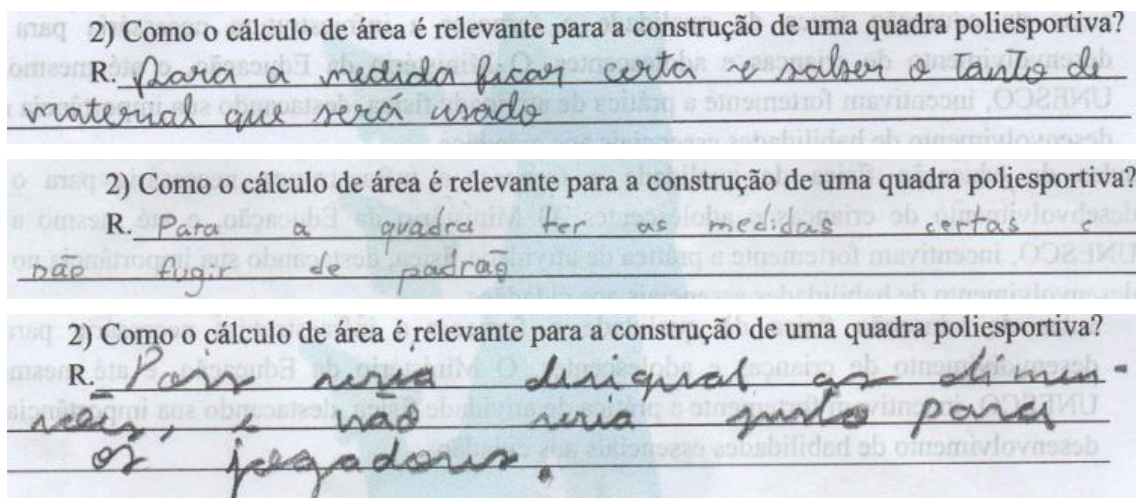 2) Como o cálculo de área é relevante para a construção de uma quadra poliesportiva?
R. para a medida ficar certa e saber o tanto de
material que será usado
2) Como o cálculo de área é relevante para a construção de uma quadra poliesportiva?
R. Para a quadra ter as medidas certas e
não fugir de padrão
2) Como o cálculo de área é relevante para a construção de uma quadra poliesportiva?
R. Pois seria disigual as dimen-
sões, e não seria justo para
os jogadores.